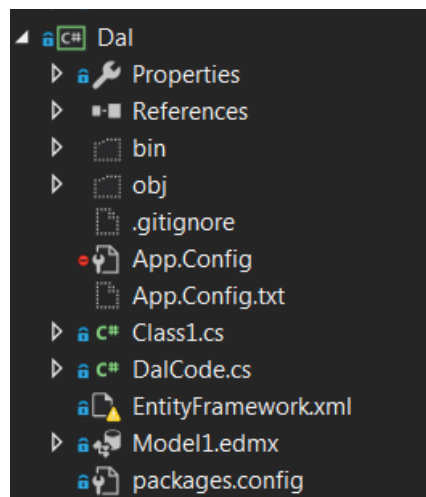 C# Dal
Properties
References
bin
obj
.gitignore
App.Config
App.Config.txt
C# Class1.cs
C# DalCode.cs
EntityFramework.xml
Model1.edmx
packages.config